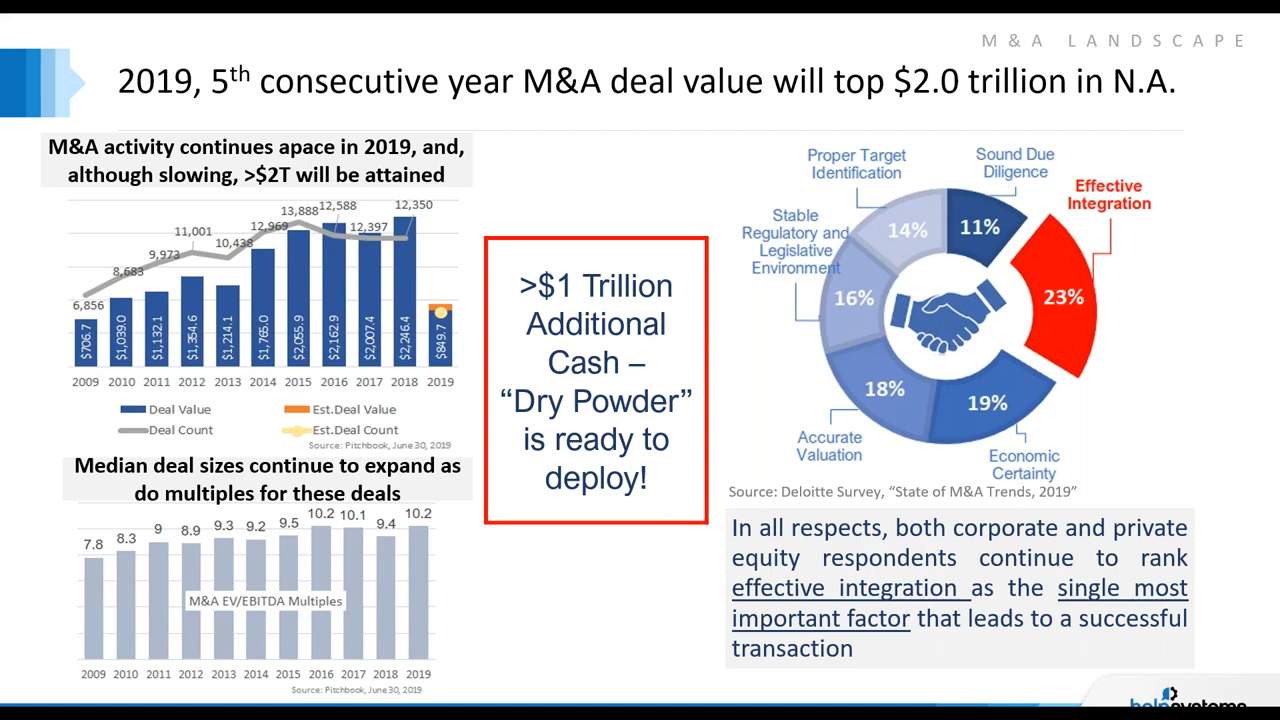 M&A LANDSCAPE
2019, 5th consecutive year M&A deal value will top $2.0 trillion in N.A.
M&A activity continues apace in 2019, and,
although slowing, >$2T will be attained
6,856
8,683
9,973
11,001
10,438
12,969
13,888
12,588
12,397
12,350
$706.7
$1,039.0
$1,132.1
$1,354.6
$1,214.1
$1,765.0
$2,055.9
$2,162.9
$2,007.4
$2,246.4
$849.7
2009 2010 2011 2012 2013 2014 2015 2016 2017 2018 2019
Deal Value Est.Deal Value
Deal Count Est.Deal Count
Source: Pitchbook, June 30, 2019
Median deal sizes continue to expand as
do multiples for these deals
7.8 8.3 9 8.9 9.3 9.2 9.5 10.2 10.1 9.4 10.2
M&A EV/EBITDA Multiples
2009 2010 2011 2012 2013 2014 2015 2016 2017 2018 2019
Source: Pitchbook, June 30, 2019
>$1 Trillion
Additional
Cash –
“Dry Powder”
is ready to
deploy!
Proper Target
Identification
Sound Due
Diligence
Effective
Integration
Stable
Regulatory and
Legislative
Environment
Accurate
Valuation
Economic
Certainty
14%
11%
23%
16%
18%
19%
Source: Deloitte Survey, “State of M&A Trends, 2019”
In all respects, both corporate and private
equity respondents continue to rank
effective integration as the single most
important factor that leads to a successful
transaction
helpsystems